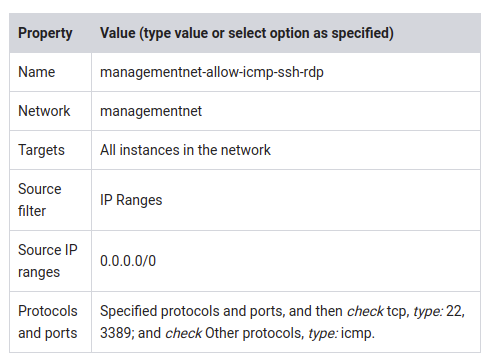 Property Value (type value or select option as specified)
Name managementnet-allow-icmp-ssh-rdp
Network managementnet
Targets All instances in the network
Source
filter
IP Ranges
Source IP
ranges
0.0.0.0/0
Protocols
and ports
Specified protocols and ports, and then check tcp, type: 22,
3389; and check Other protocols, type: icmp.